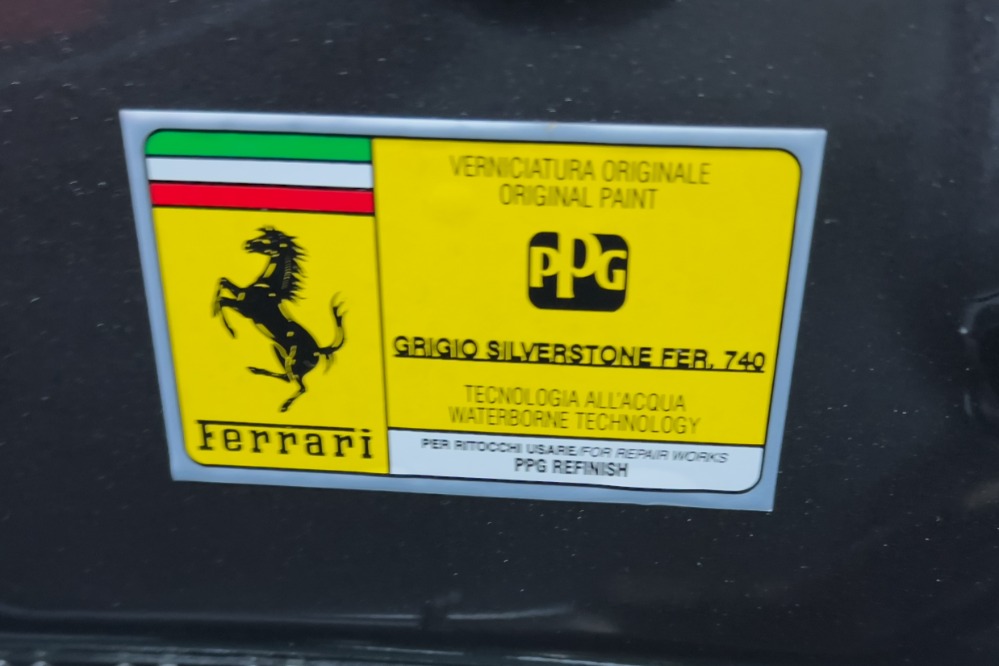 Ferrari
VERNICIATURA ORIGINALE
ORIGINAL PAINT
PPG
GRIGIO SILVERSTONE FER. 740
TECNOLOGIA ALL'ACQUA
WATERBORNE TECHNOLOGY
PER RITOCCHI USARE/FOR REPAIR WORKS
PPG REFINISH